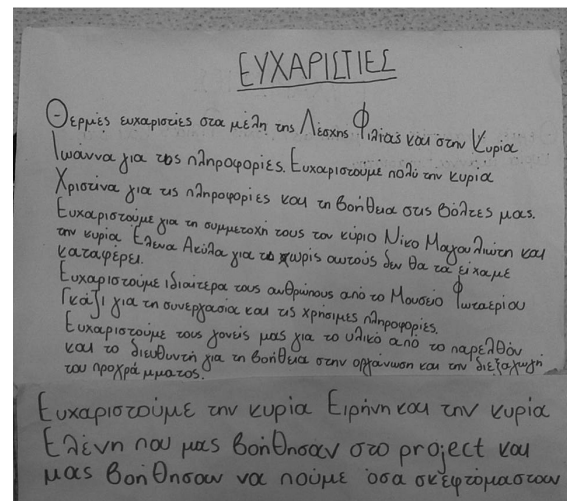 ΕΥΧΑΡΙΣΤΙΕΣ
Θερμές ευχαριστίες στα μέλη της Λέσχης Φιλίας και στην Κυρία
Ιωάννα για τις πληροφορίες. Ευχαριστούμε πολύ την κυρία
Χριστίνα για τις πληροφορίες και τη βοήθεια στις βόλτες μας.
Ευχαριστούμε για τη συμμετοχή τους τον κύριο Νίκο Μαγουλιώτη και
την κυρία Έλενα Ακύλα για χωρίς αυτούς δεν θα τα είχαμε
καταφέρει.
Ευχαριστούμε ιδιαίτερα τους ανθρώπους από το Μουσείο Φωταερίου
Γκάζι για τη συνεργασία και τις χρήσιμες πληροφορίες.
Ευχαριστούμε τους γονείς μας για το υλικό από το παρελθόν
και το διευθυντή για τη βοήθεια στην οργάνωση και την διεξαγωγή
του προχράμματος.
Ευχαριστούμε την κυρία Ειρήνη και την κυρία
Ελένη που μας βοήθησαν στο project και
μας βοήθησαν να πούμε όσα σκεφτόμασταν